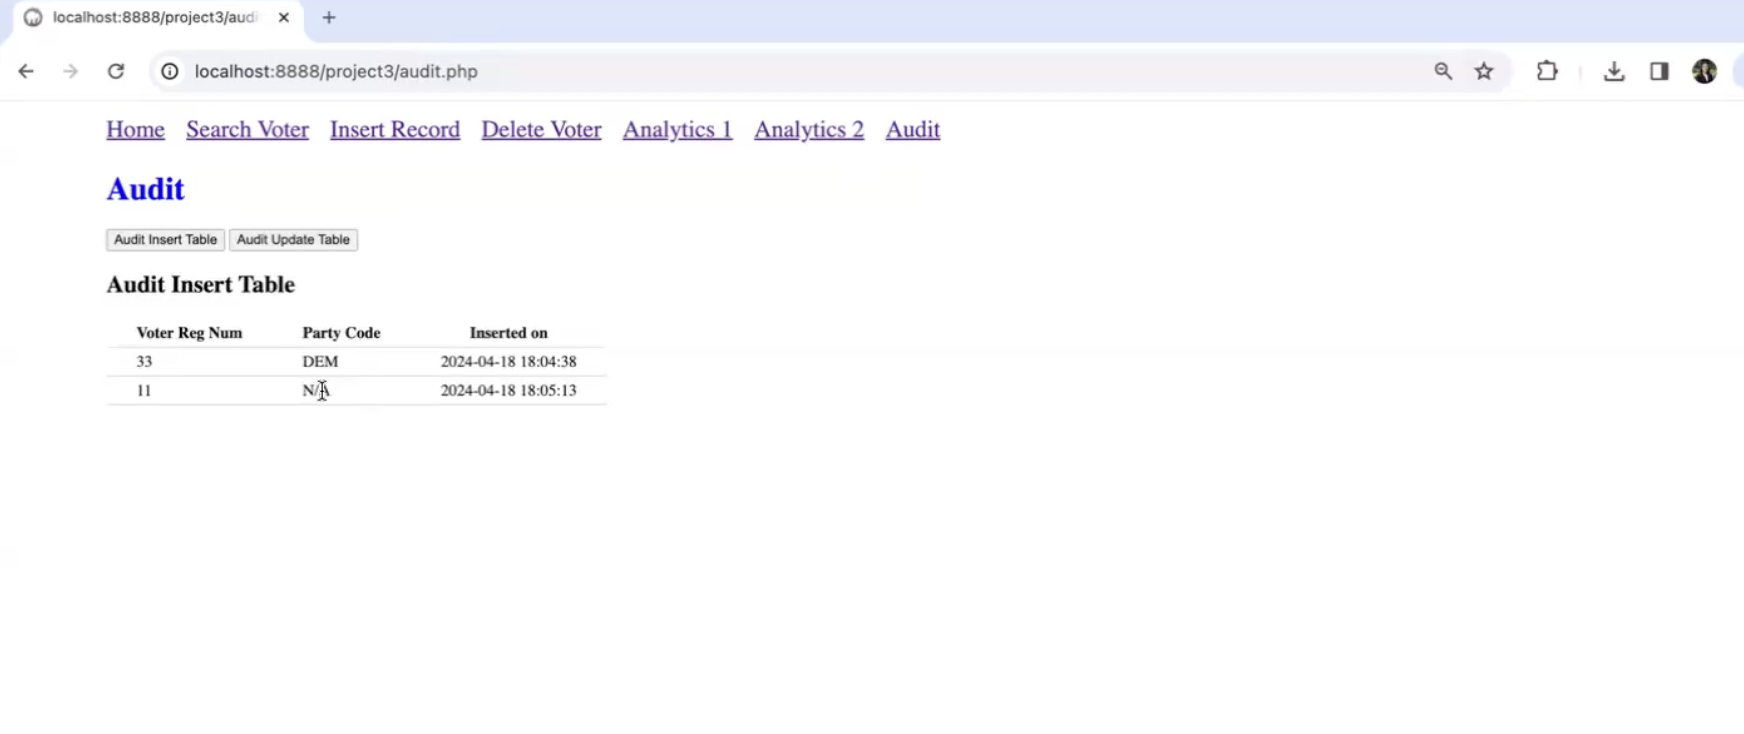 localhost:8888/project3/audi
localhost:8888/project3/audit.php
Home Search Voter Insert Record Delete Voter Analytics 1 Analytics 2 Audit
Audit
Audit Insert Table Audit Update Table
Audit Insert Table
Voter Reg Num Party Code Inserted on
33 DEM 2024-04-18 18:04:38
11 N/A 2024-04-18 18:05:13